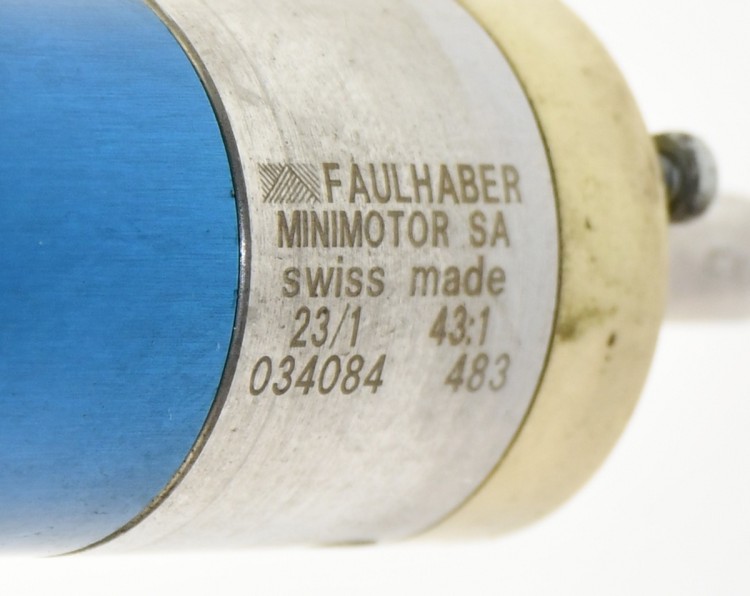 FAULHABER
MINIMOTOR SA
swiss made
23/1 43:1
034084 483